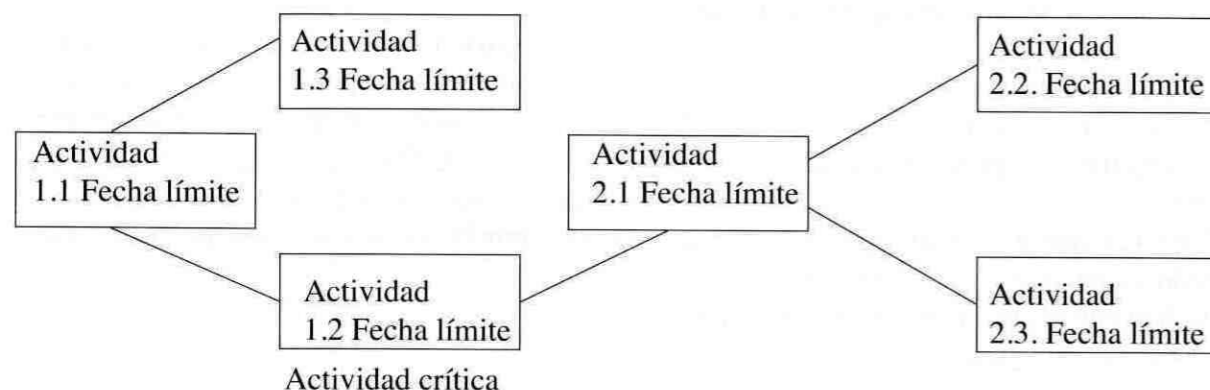 Actividad
1.3 Fecha límite
Actividad
2.2. Fecha límite
Actividad
1.1 Fecha límite
Actividad
2.1 Fecha límite
Actividad
1.2 Fecha límite
Actividad crítica
Actividad
2.3. Fecha límite